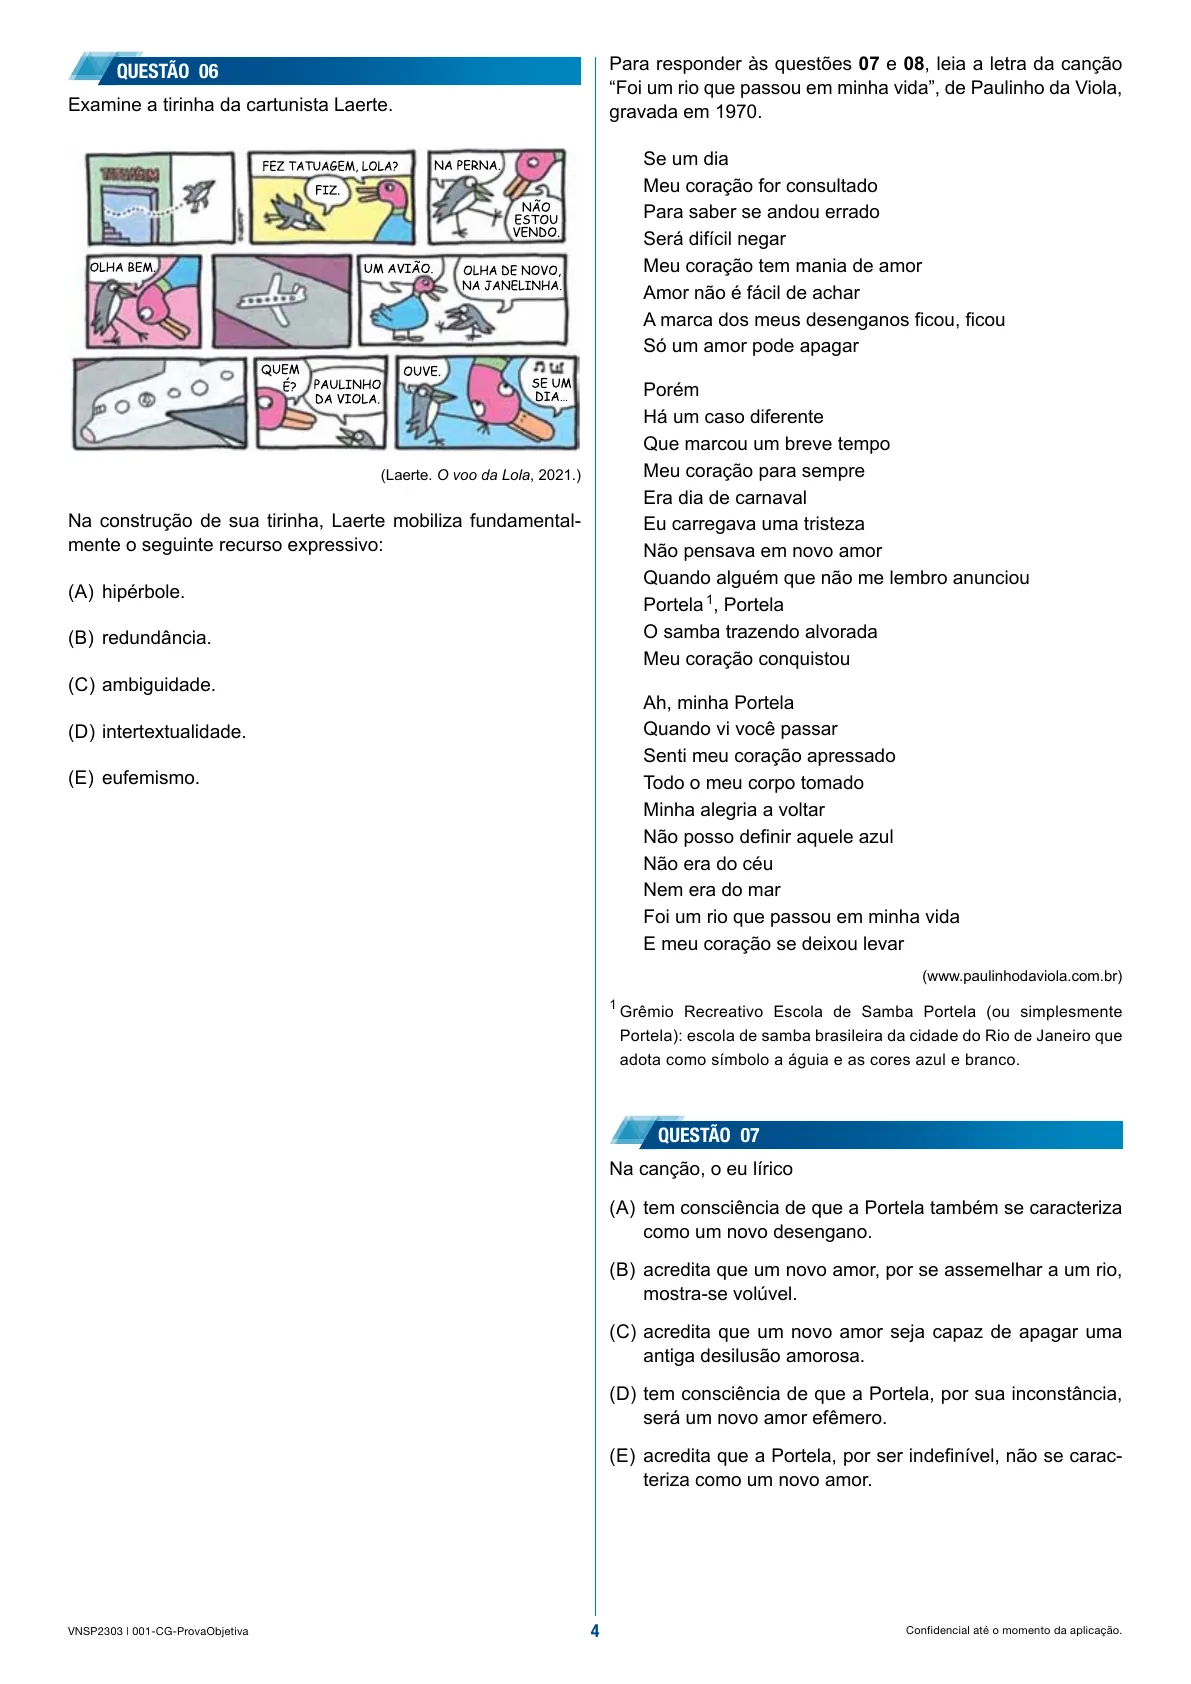 QUESTÃO 06
Examine a tirinha da cartunista Laerte.
TATUAGEM
FEZ TATUAGEM, LOLA?
FIZ.
NA PERNA.
NÃO
ESTOU
VENDO.
OLHA BEM.
UM AVIÃO.
OLHA DE NOVO,
NA JANELINHA.
QUEM
É?
PAULINHO
DA VIOLA.
OUVE.
SE UM
DIA...
(Laerte. O voo da Lola, 2021.)
Na construção de sua tirinha, Laerte mobiliza fundamental-
mente o seguinte recurso expressivo:
(A) hipérbole.
(B) redundância.
(C) ambiguidade.
(D) intertextualidade.
(E) eufemismo.
Para responder às questões 07 e 08, leia a letra da canção
“Foi um rio que passou em minha vida”, de Paulinho da Viola,
gravada em 1970.
Se um dia
Meu coração for consultado
Para saber se andou errado
Será difícil negar
Meu coração tem mania de amor
Amor não é fácil de achar
A marca dos meus desenganos ficou, ficou
Só um amor pode apagar
Porém
Há um caso diferente
Que marcou um breve tempo
Meu coração para sempre
Era dia de carnaval
Eu carregava uma tristeza
Não pensava em novo amor
Quando alguém que não me lembro anunciou
Portela 1, Portela
O samba trazendo alvorada
Meu coração conquistou
Ah, minha Portela
Quando vi você passar
Senti meu coração apressado
Todo o meu corpo tomado
Minha alegria a voltar
Não posso definir aquele azul
Não era do céu
Nem era do mar
Foi um rio que passou em minha vida
E meu coração se deixou levar
(www.paulinhodaviola.com.br)
1 Grêmio Recreativo Escola de Samba Portela (ou simplesmente
Portela): escola de samba brasileira da cidade do Rio de Janeiro que
adota como símbolo a águia e as cores azul e branco.
QUESTÃO 07
Na canção, o eu lírico
(A) tem consciência de que a Portela também se caracteriza
como um novo desengano.
(B) acredita que um novo amor, por se assemelhar a um rio,
mostra-se volúvel.
(C) acredita que um novo amor seja capaz de apagar uma
antiga desilusão amorosa.
(D) tem consciência de que a Portela, por sua inconstância,
será um novo amor efêmero.
(E) acredita que a Portela, por ser indefinível, não se carac-
teriza como um novo amor.
VNSP2303 | 001-CG-ProvaObjetiva
4
Confidencial até o momento da aplicação.